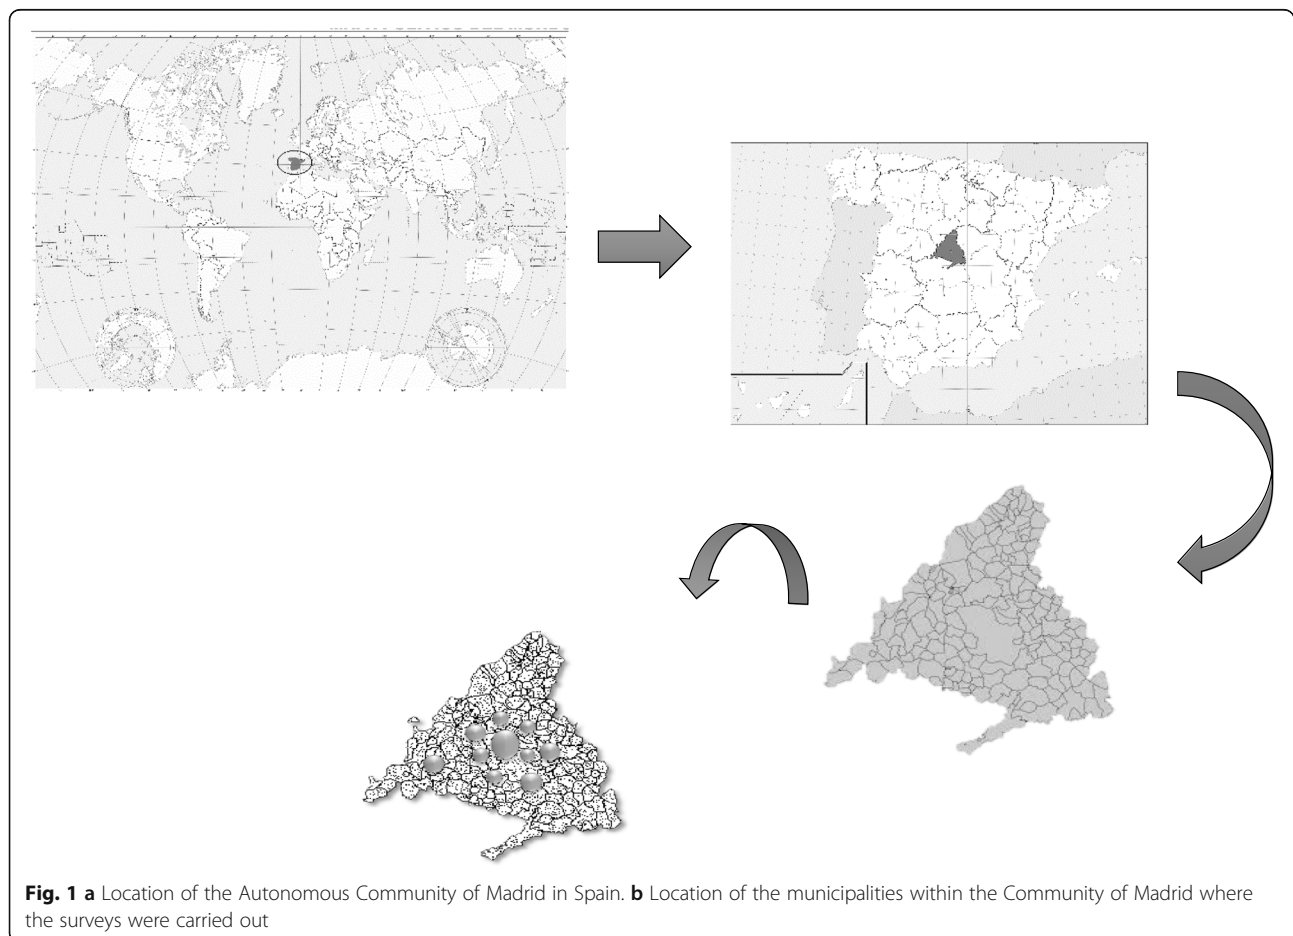 Fig. 1 a Location of the Autonomous Community of Madrid in Spain. b Location of the municipalities within the Community of Madrid where
the surveys were carried out